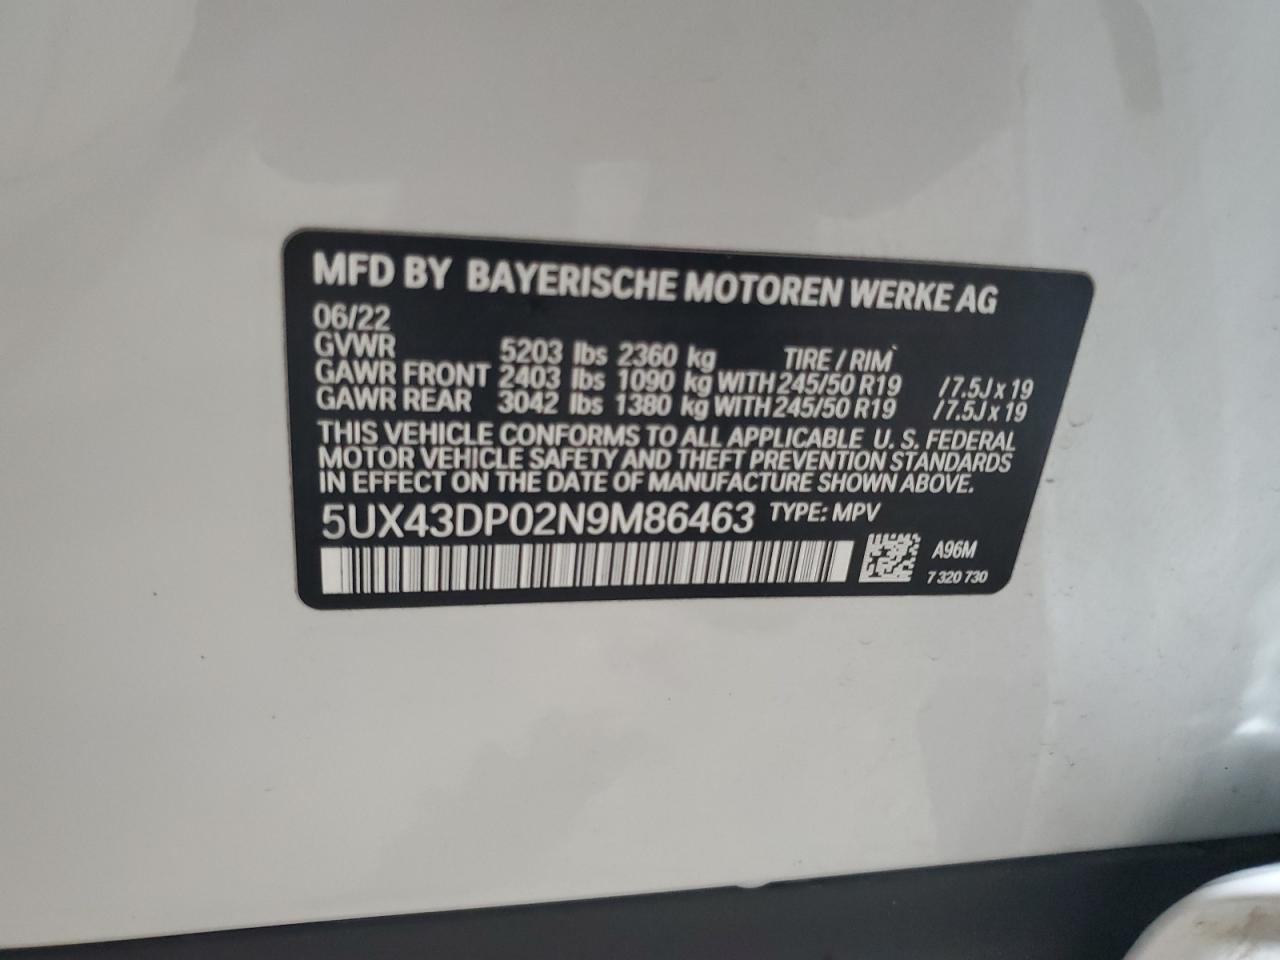 MFD BY BAYERISCHE MOTOREN WERKE AG
06/22
GVWR 5203 lbs 2360 kg TIRE / RIM
GAWR FRONT 2403 lbs 1090 kg WITH 245/50 R19 / 7.5J x 19
GAWR REAR 3042 lbs 1380 kg WITH 245/50 R19 / 7.5J x 19
THIS VEHICLE CONFORMS TO ALL APPLICABLE U. S. FEDERAL
MOTOR VEHICLE SAFETY AND THEFT PREVENTION STANDARDS
IN EFFECT ON THE DATE OF MANUFACTURE SHOWN ABOVE.
5UX43DP02N9M86463 TYPE: MPV
A96M
7 320 730